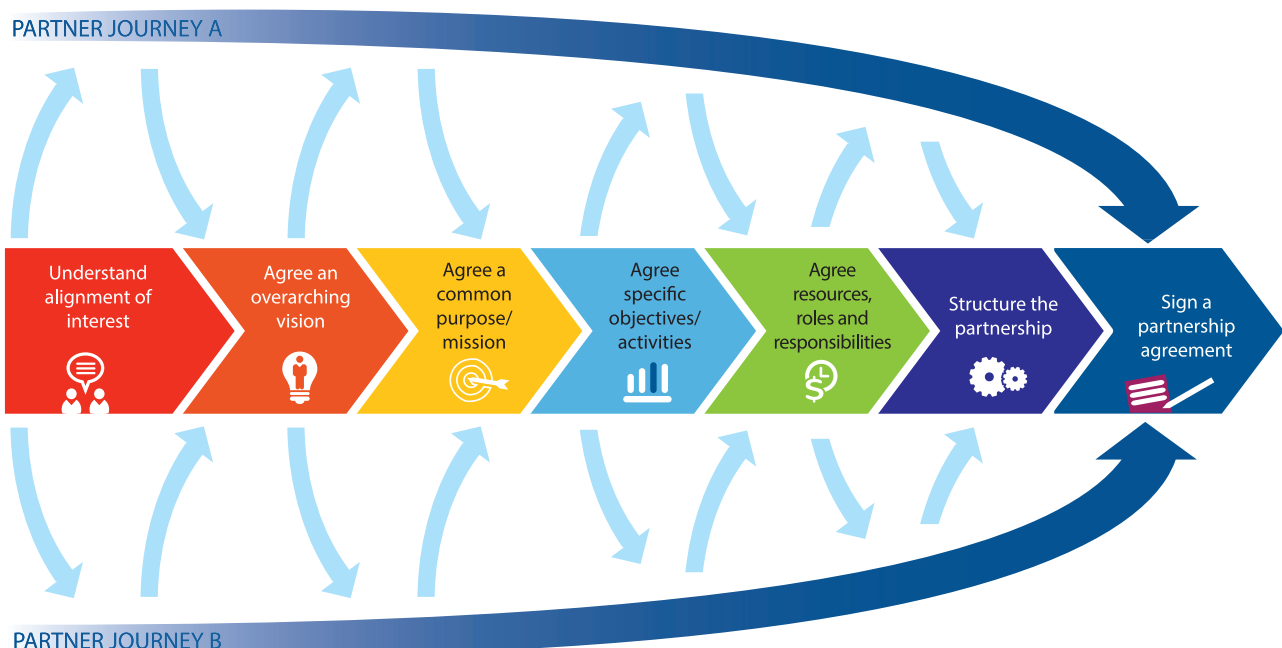 PARTNER JOURNEY A
Understand
alignment of
interest
Agree an
overarching
vision
Agree a
common
purpose/
mission
Agree
specific
objectives/
activities
Agree
resources,
roles and
responsibilities
Structure the
partnership
Sign a
partnership
agreement
PARTNER JOURNEY B